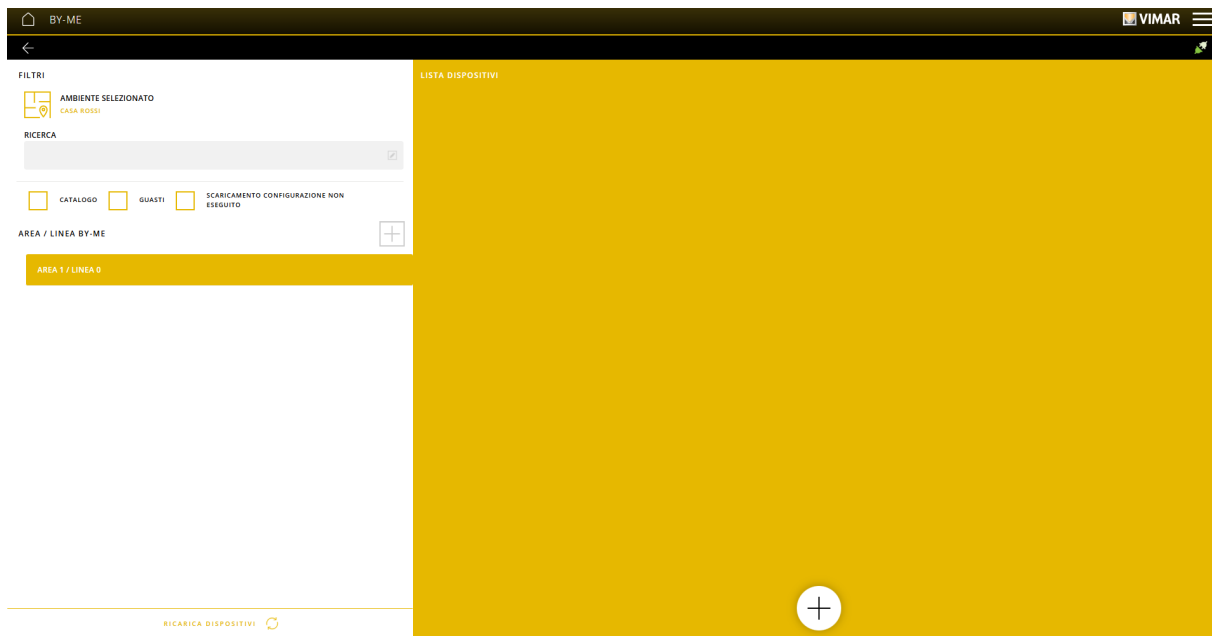 BY-ME
VIMAR
FILTRI
AMBIENTE SELEZIONATO
CASA ROSSI
RICERCA
CATALOGO
GUASTI
SCARICAMENTO CONFIGURAZIONE NON
ESEGUITO
AREA / LINEA BY-ME
AREA 1 / LINEA 0
RICARICA DISPOSITIVI
LISTA DISPOSITIVI